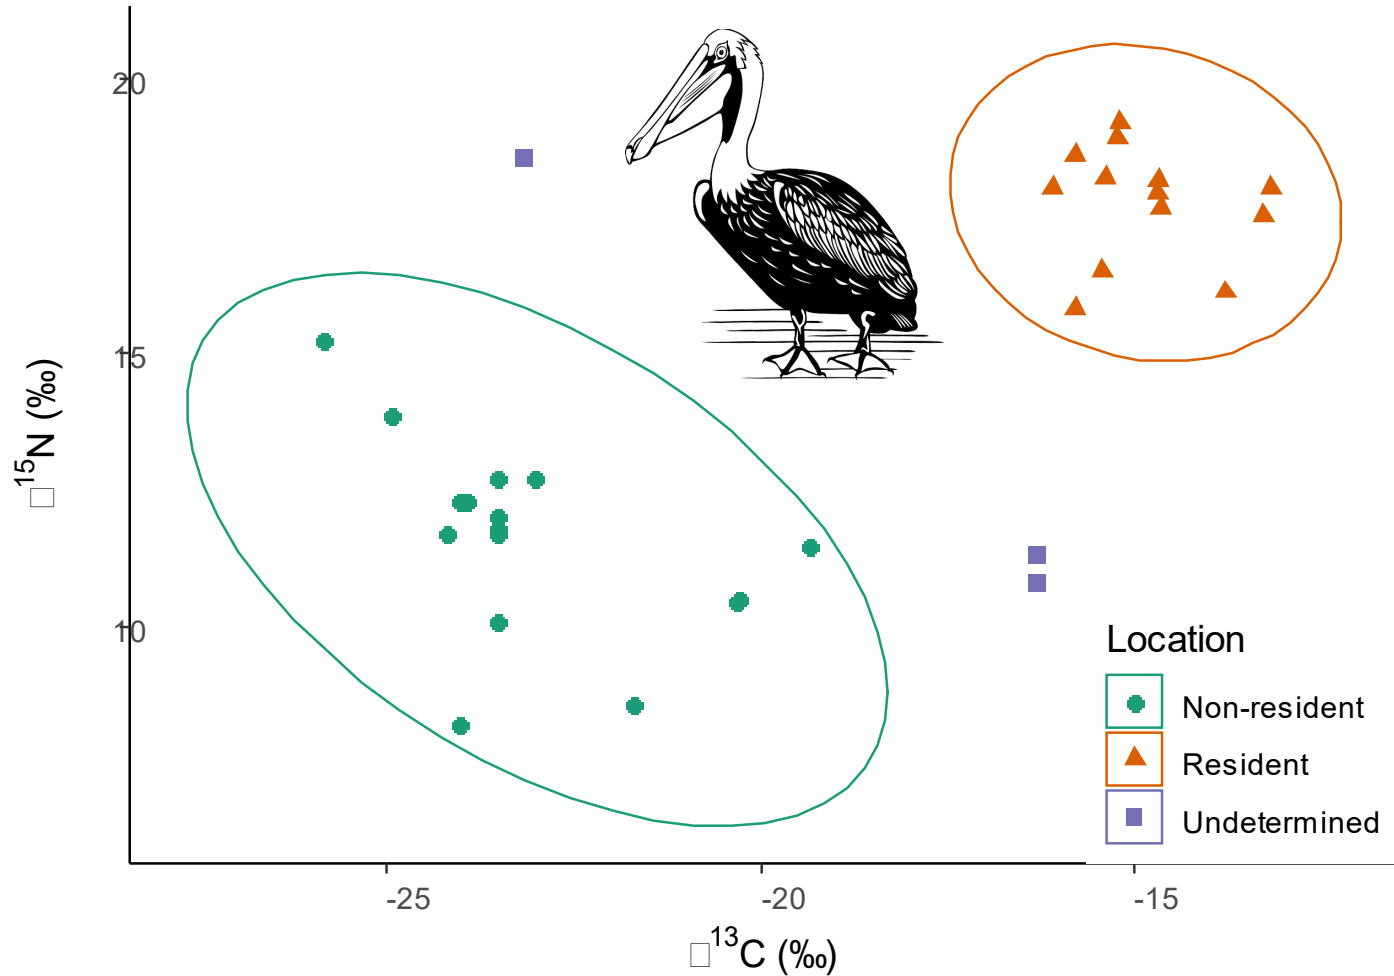 20
15
10
□15N (‰)
-25
-20
-15
□13C (‰)
Location
Non-resident
Resident
Undetermined